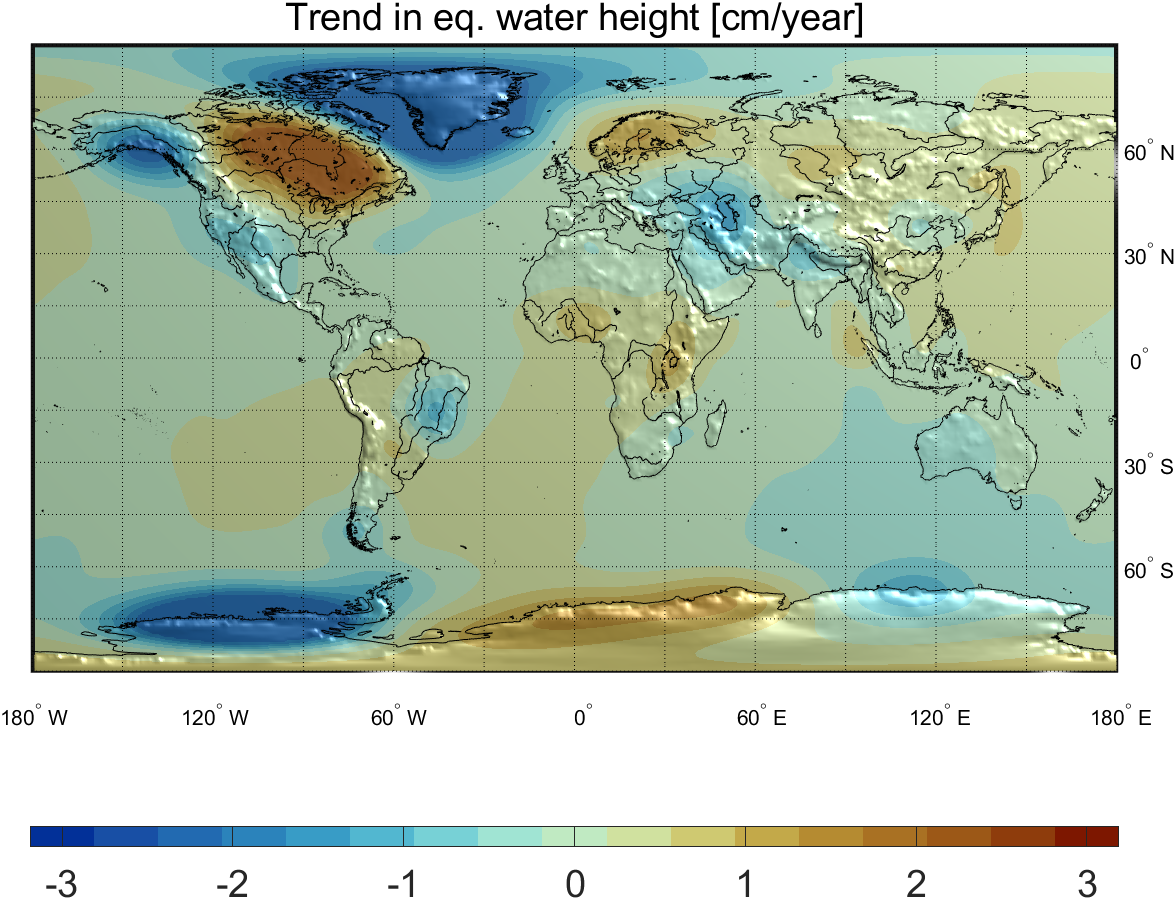 Trend in eq. water height [cm/year]
60° N
30° N
0°
30° S
60° S
180° W 120° W 60° W 0° 60° E 120° E 180° E
-3 -2 -1 0 1 2 3